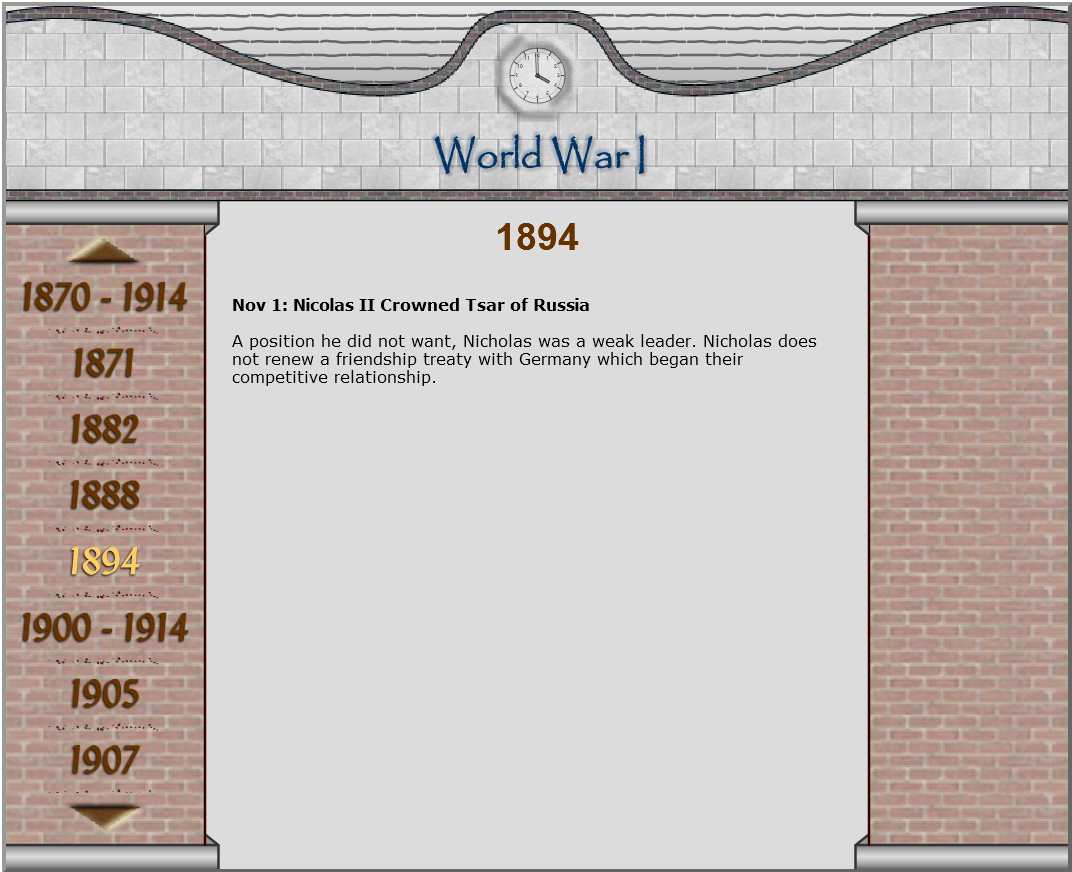 World War I
1894
Nov 1: Nicolas II Crowned Tsar of Russia
A position he did not want, Nicholas was a weak leader. Nicholas does
not renew a friendship treaty with Germany which began their
competitive relationship.
1870 - 1914
1871
1882
1888
1894
1900 - 1914
1905
1907